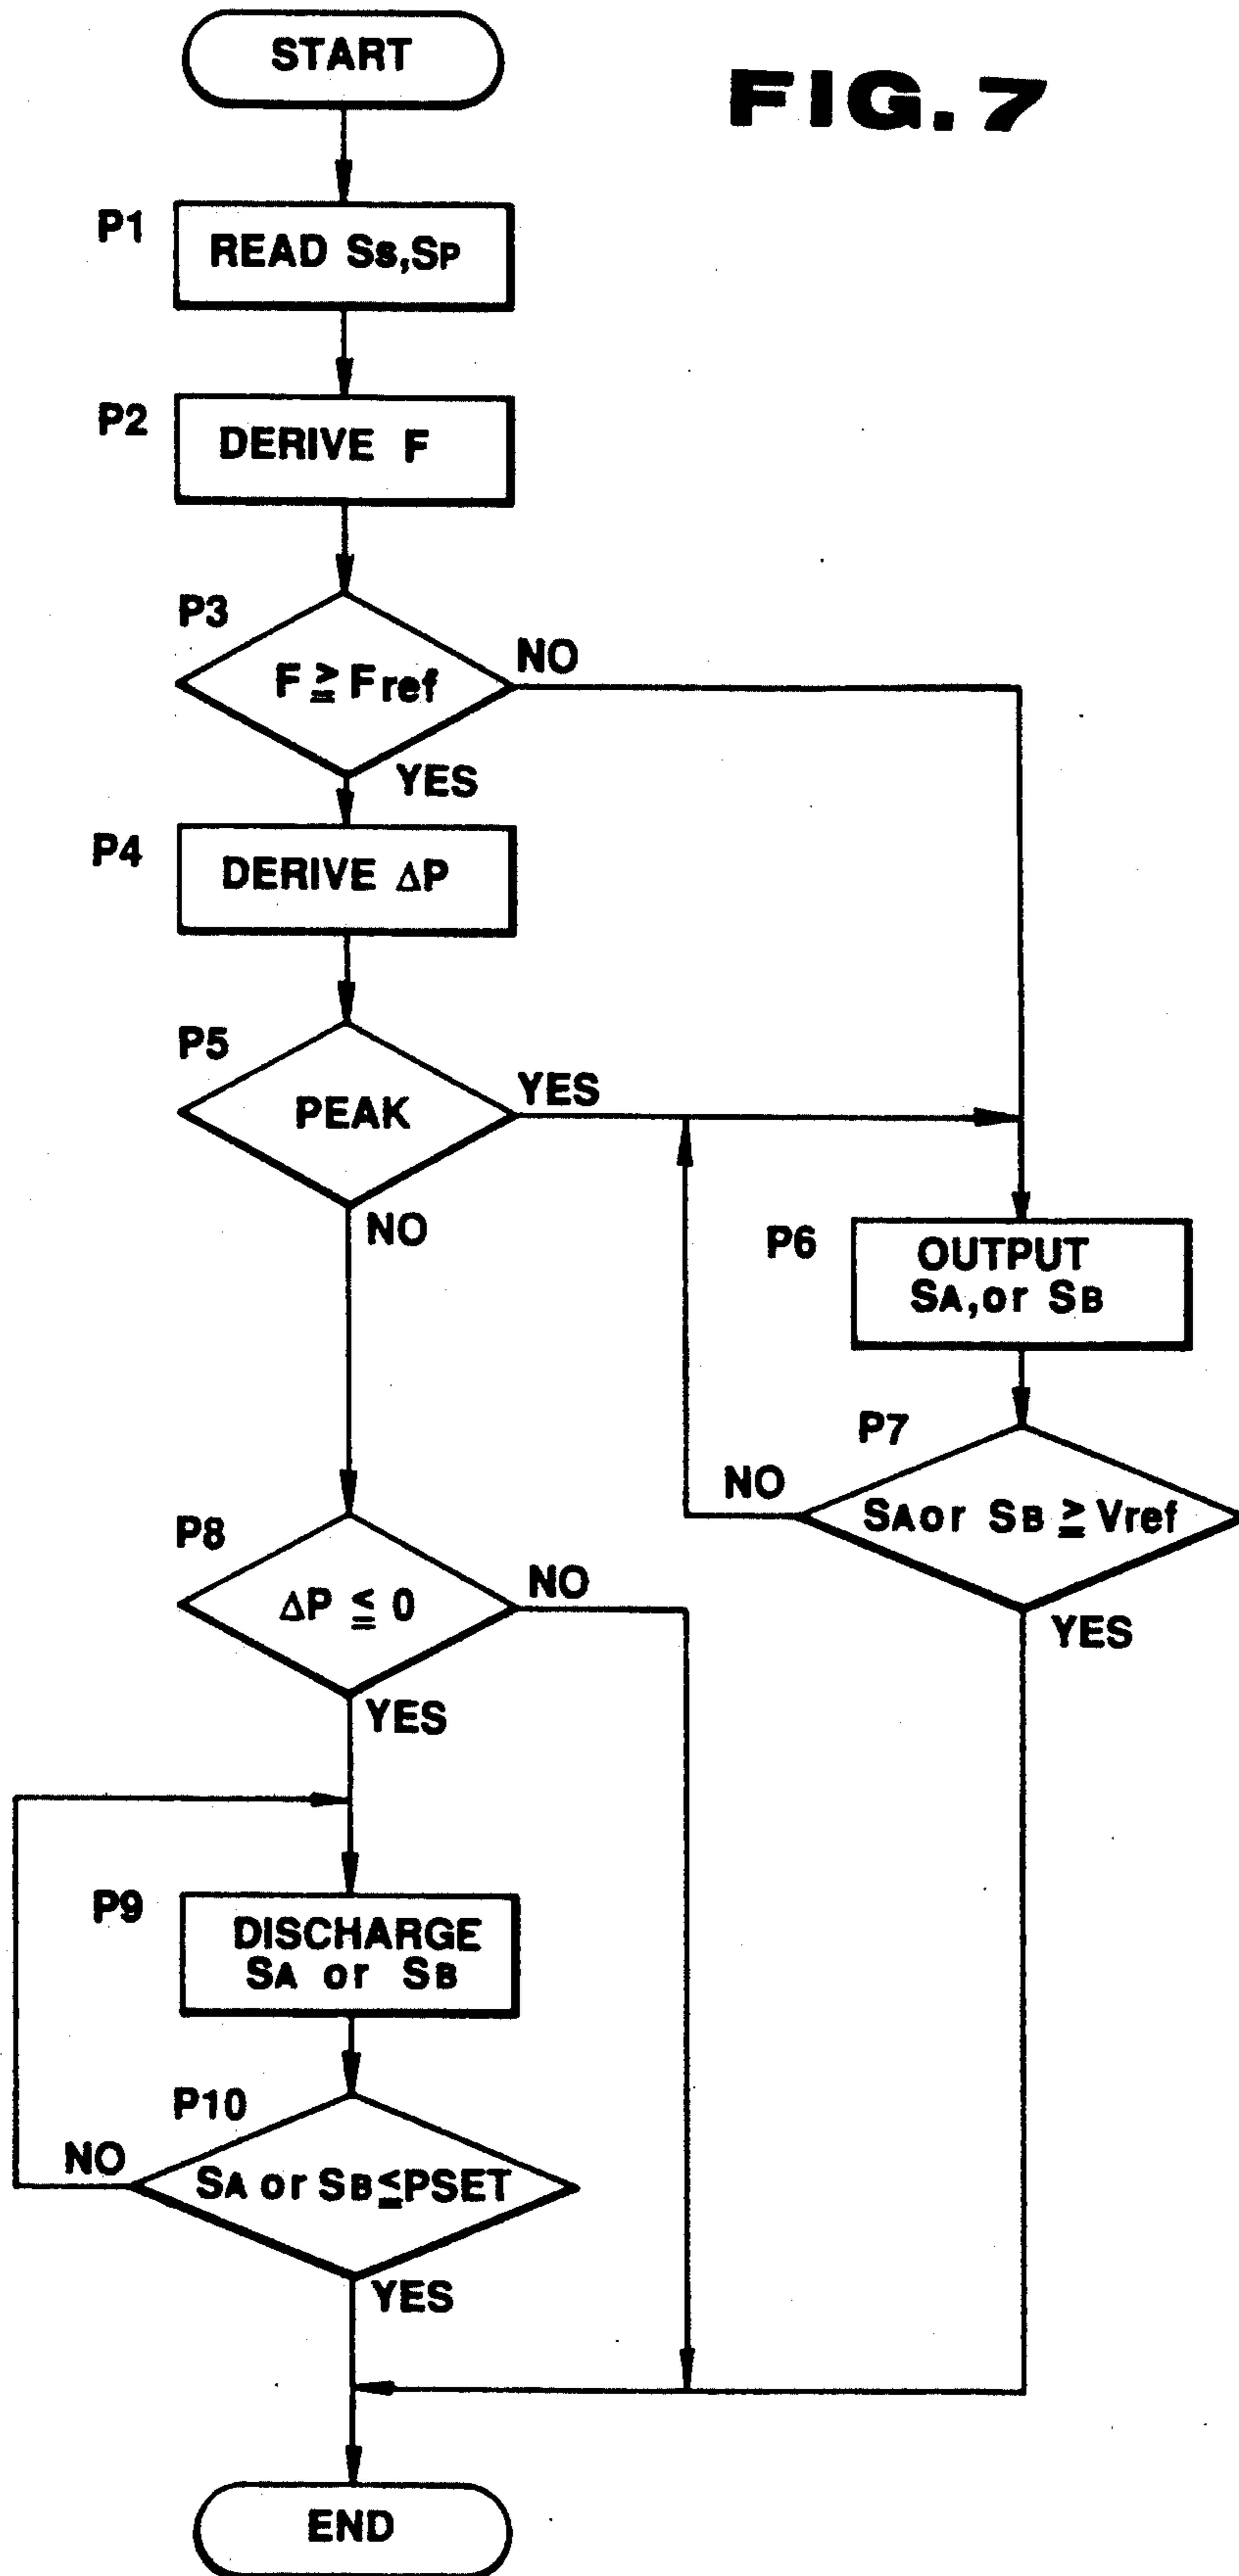 START
FIG. 7
P1
READ Ss,SP
P2
DERIVE F
P3
F ≧ Fref
NO
YES
P4
DERIVE ΔP
P5
PEAK
YES
NO
P6
OUTPUT
SA,or SB
P7
SAor SB ≧ Vref
NO
YES
P8
ΔP ≦ 0
NO
YES
P9
DISCHARGE
SA or SB
P10
SA or SB≦PSET
NO
YES
END